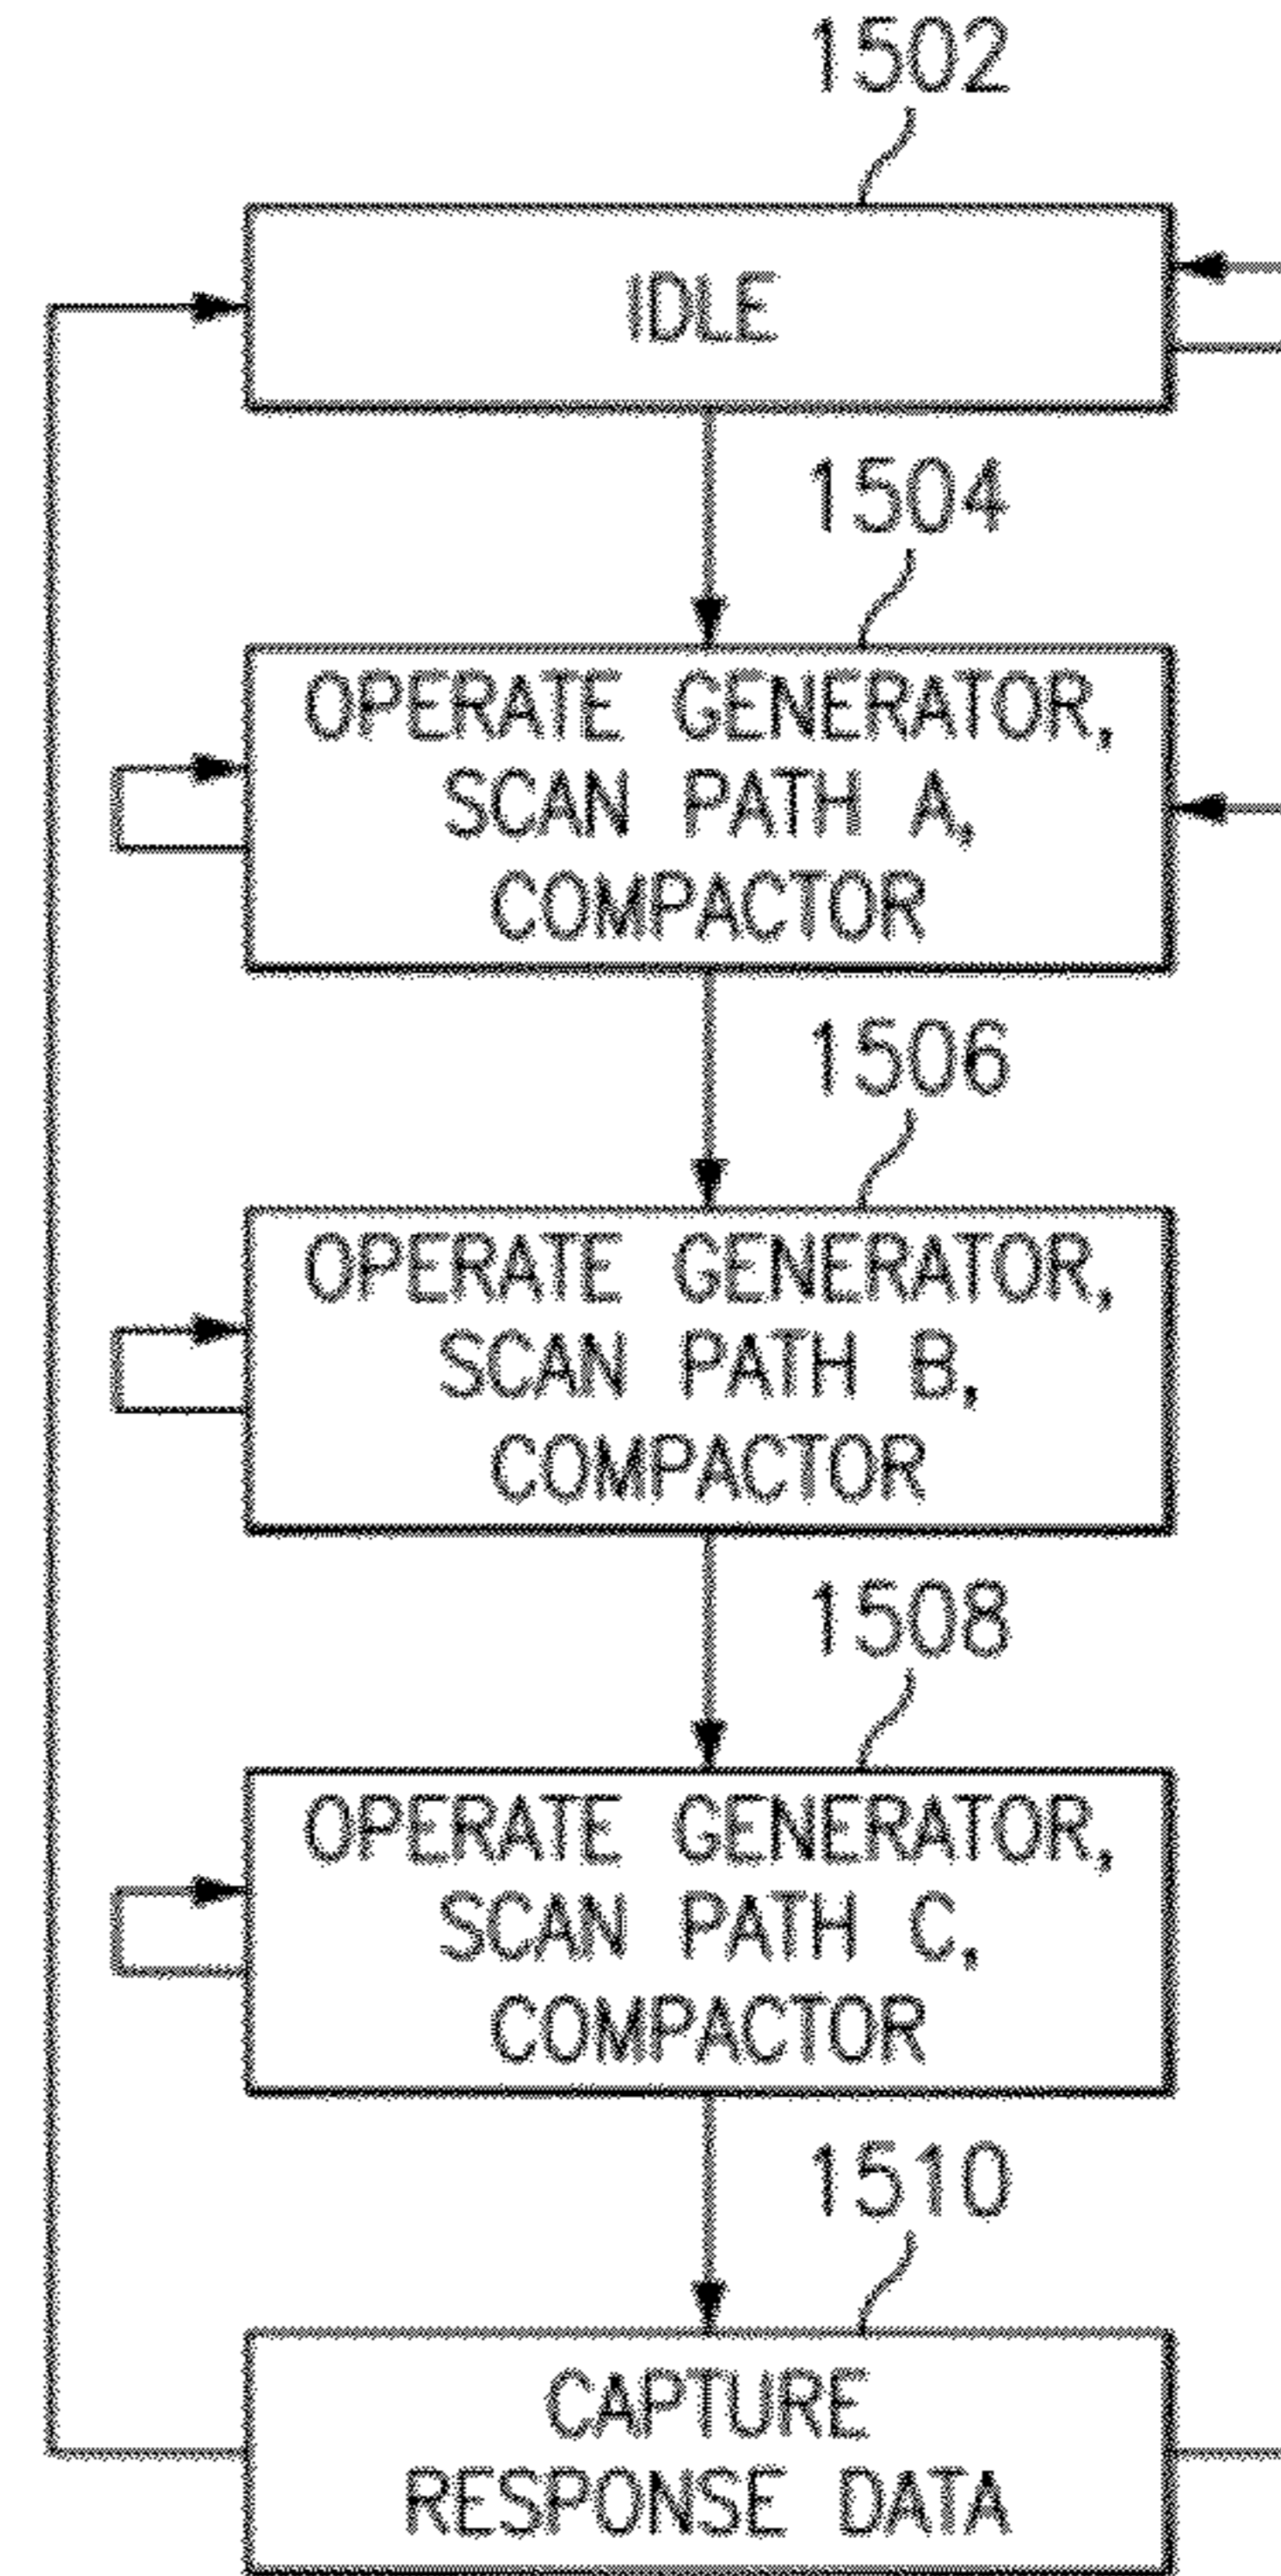 1502
IDLE
1504
OPERATE GENERATOR,
SCAN PATH A,
COMPACTOR
1506
OPERATE GENERATOR,
SCAN PATH B,
COMPACTOR
1508
OPERATE GENERATOR,
SCAN PATH C,
COMPACTOR
1510
CAPTURE
RESPONSE DATA